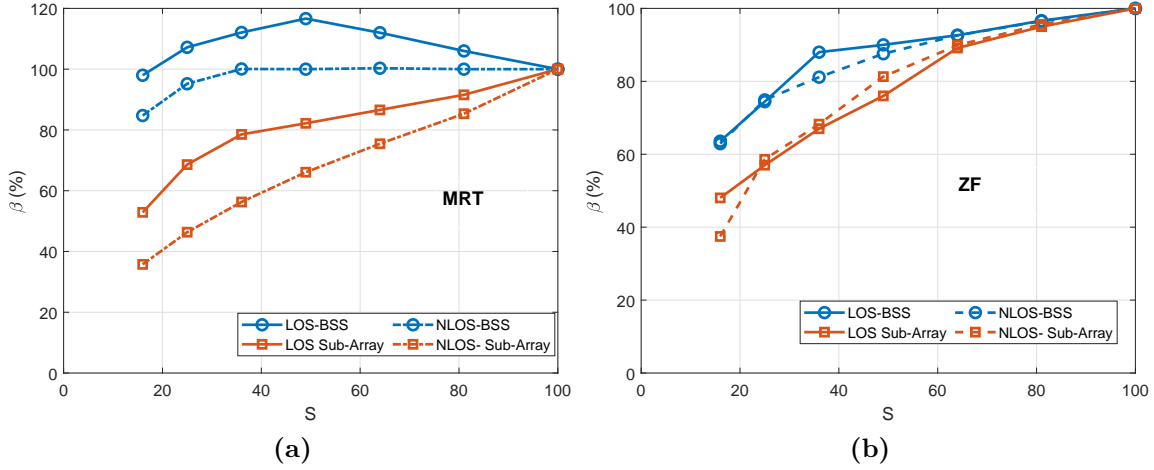 120
100
80
60
40
20
0
β (%)
MRT
LOS-BSS
NLOS-BSS
LOS Sub-Array
NLOS- Sub-Array
0 20 40 60 80 100
S
(a)
100
80
60
40
20
0
β (%)
ZF
LOS-BSS
NLOS-BSS
LOS Sub-Array
NLOS- Sub-Array
0 20 40 60 80 100
S
(b)